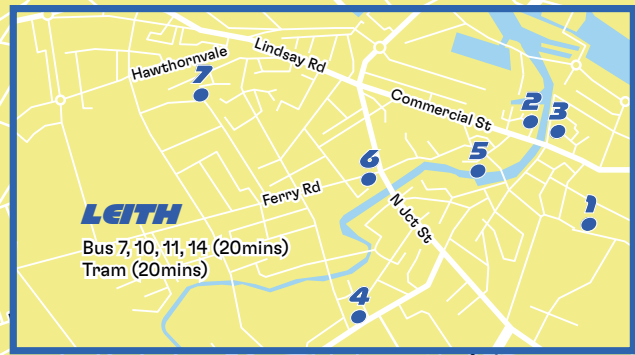 Hawthornvale
Lindsay Rd
7
Commercial St
2
3
5
6
Ferry Rd
N Jct St
1
LEITH
Bus 7, 10, 11, 14 (20mins)
Tram (20mins)
4